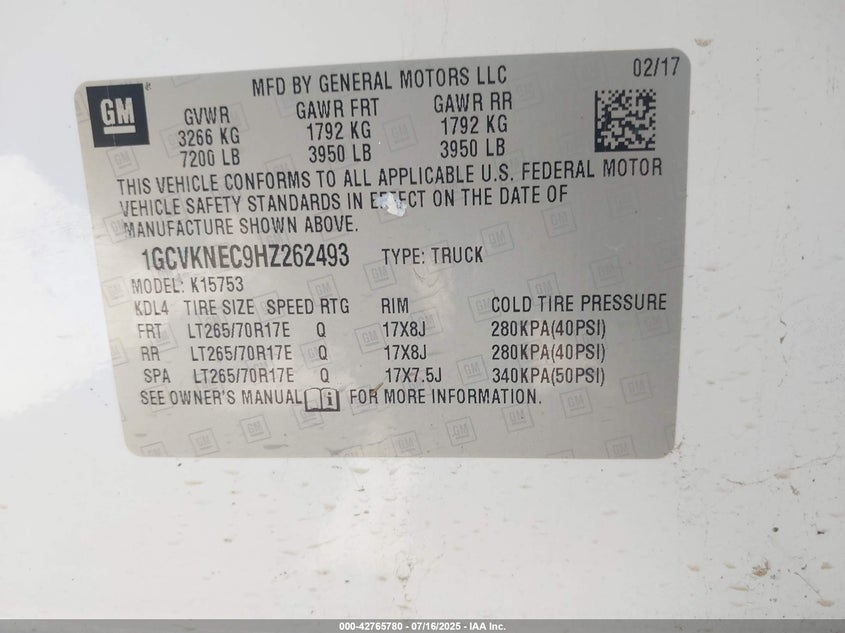 GM
MFD BY GENERAL MOTORS LLC 02/17
GVWR GAWR FRT GAWR RR
3266 KG 1792 KG 1792 KG
7200 LB 3950 LB 3950 LB
THIS VEHICLE CONFORMS TO ALL APPLICABLE U.S. FEDERAL MOTOR
VEHICLE SAFETY STANDARDS IN EFFECT ON THE DATE OF
MANUFACTURE SHOWN ABOVE.
1GCVKNEC9HZ262493 TYPE: TRUCK
MODEL: K15753
KDL4 TIRE SIZE SPEED RTG RIM COLD TIRE PRESSURE
FRT LT265/70R17E Q 17X8J 280KPA(40PSI)
RR LT265/70R17E Q 17X8J 280KPA(40PSI)
SPA LT265/70R17E Q 17X7.5J 340KPA(50PSI)
SEE OWNER'S MANUAL FOR MORE INFORMATION.
000-42765780 - 07/16/2025 - IAA Inc.